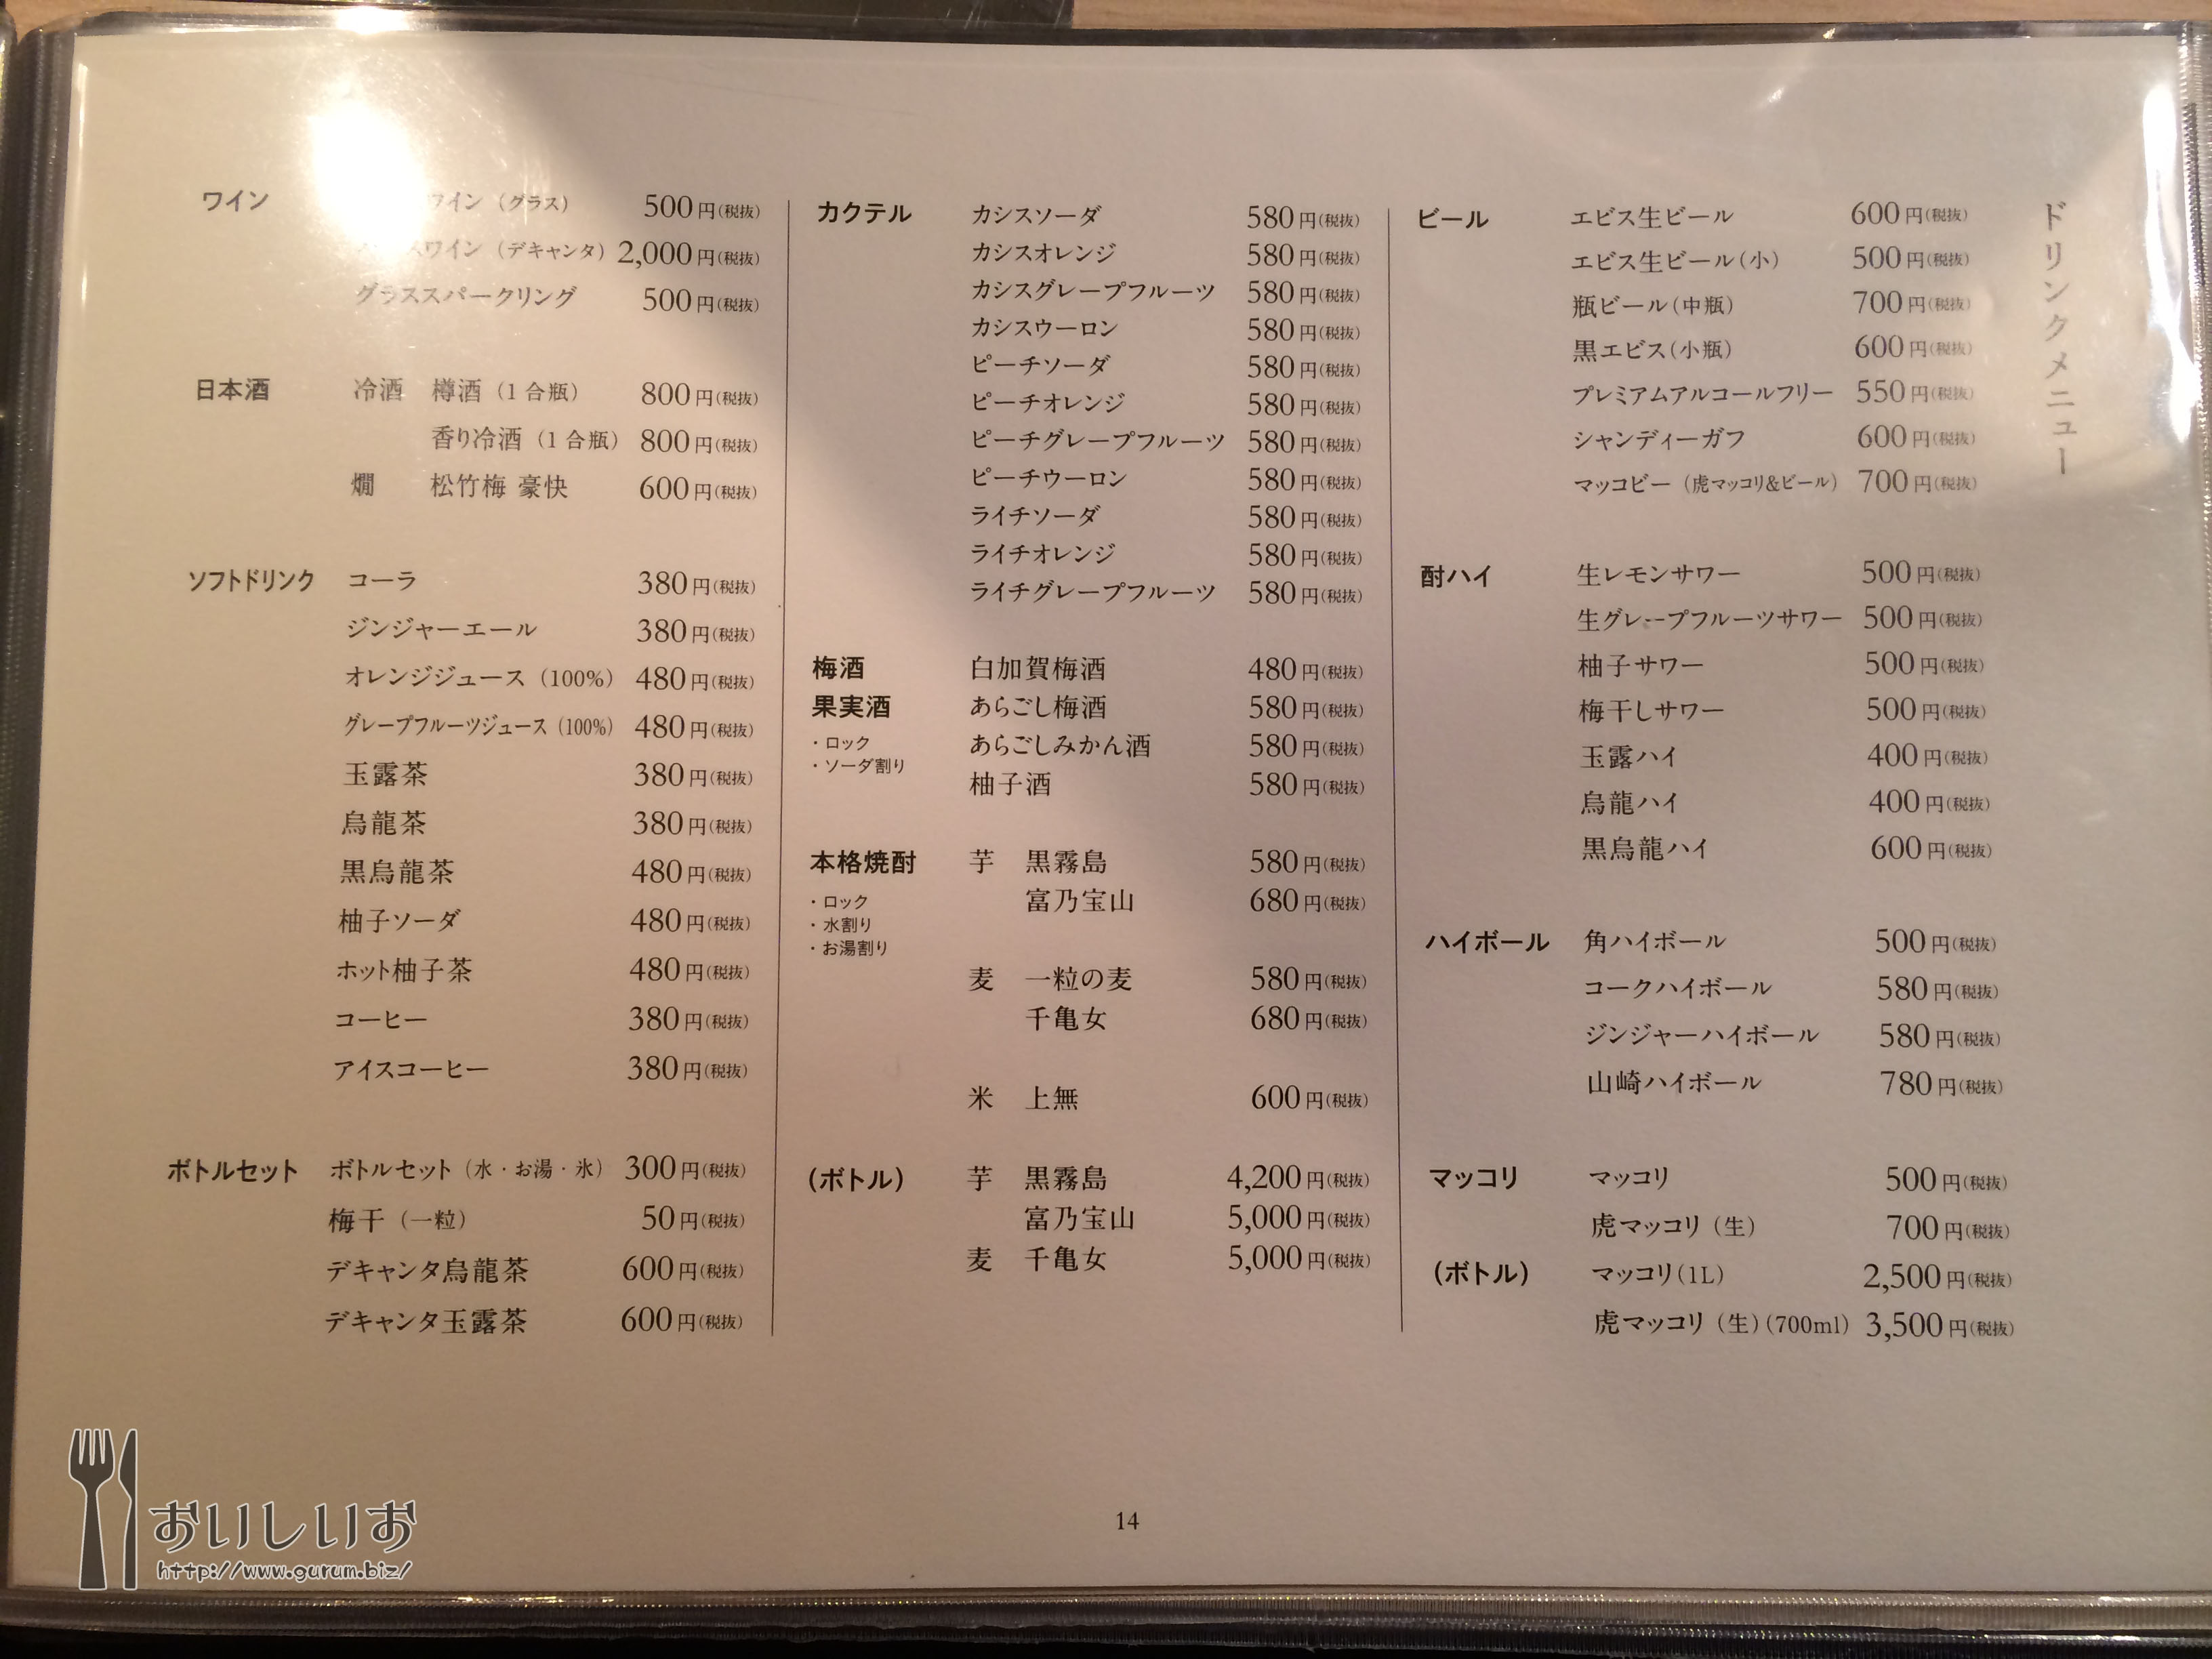 ドリンクメニュー
ビール エビス生ビール 600円(税抜)
エビス生ビール(小) 500円(税抜)
瓶ビール(中瓶) 700円(税抜)
黒エビス(小瓶) 600円(税抜)
プレミアムアルコールフリー 550円(税抜)
シャンディーガフ 600円(税抜)
マッコビー(虎マッコリ&ビール) 700円(税抜)
酎ハイ 生レモンサワー 500円(税抜)
生グレープフルーツサワー 500円(税抜)
柚子サワー 500円(税抜)
梅干しサワー 500円(税抜)
玉露ハイ 400円(税抜)
烏龍ハイ 400円(税抜)
黒烏龍ハイ 600円(税抜)
ハイボール 角ハイボール 500円(税抜)
コークハイボール 580円(税抜)
ジンジャーハイボール 580円(税抜)
山崎ハイボール 780円(税抜)
マッコリ マッコリ 500円(税抜)
虎マッコリ(生) 700円(税抜)
(ボトル) マッコリ(1L) 2,500円(税抜)
虎マッコリ(生)(700ml) 3,500円(税抜)
カクテル カシスソーダ 580円(税抜)
カシスオレンジ 580円(税抜)
カシスグレープフルーツ 580円(税抜)
カシスウーロン 580円(税抜)
ピーチソーダ 580円(税抜)
ピーチオレンジ 580円(税抜)
ピーチグレープフルーツ 580円(税抜)
ピーチウーロン 580円(税抜)
ライチソーダ 580円(税抜)
ライチオレンジ 580円(税抜)
ライチグレープフルーツ 580円(税抜)
梅酒 白加賀梅酒 480円(税抜)
果実酒 あらごし梅酒 580円(税抜)
・ロック あらごしみかん酒 580円(税抜)
・ソーダ割り 柚子酒 580円(税抜)
本格焼酎 芋 黒霧島 580円(税抜)
・ロック 富乃宝山 680円(税抜)
・水割り
・お湯割り
麦 一粒の麦 580円(税抜)
千亀女 680円(税抜)
米 上無 600円(税抜)
(ボトル) 芋 黒霧島 4,200円(税抜)
富乃宝山 5,000円(税抜)
麦 千亀女 5,000円(税抜)
ワイン ワイン(グラス) 500円(税抜)
ワイン(デキャンタ) 2,000円(税抜)
グラススパークリング 500円(税抜)
日本酒 冷酒 樽酒(1合瓶) 800円(税抜)
香り冷酒(1合瓶) 800円(税抜)
燗 松竹梅 豪快 600円(税抜)
ソフトドリンク コーラ 380円(税抜)
ジンジャーエール 380円(税抜)
オレンジジュース(100%) 480円(税抜)
グレープフルーツジュース(100%) 480円(税抜)
玉露茶 380円(税抜)
烏龍茶 380円(税抜)
黒烏龍茶 480円(税抜)
柚子ソーダ 480円(税抜)
ホット柚子茶 480円(税抜)
コーヒー 380円(税抜)
アイスコーヒー 380円(税抜)
ボトルセット ボトルセット(水・お湯・氷) 300円(税抜)
梅干(一粒) 50円(税抜)
デキャンタ烏龍茶 600円(税抜)
デキャンタ玉露茶 600円(税抜)
14
おいしいお
http://www.gurum.biz/